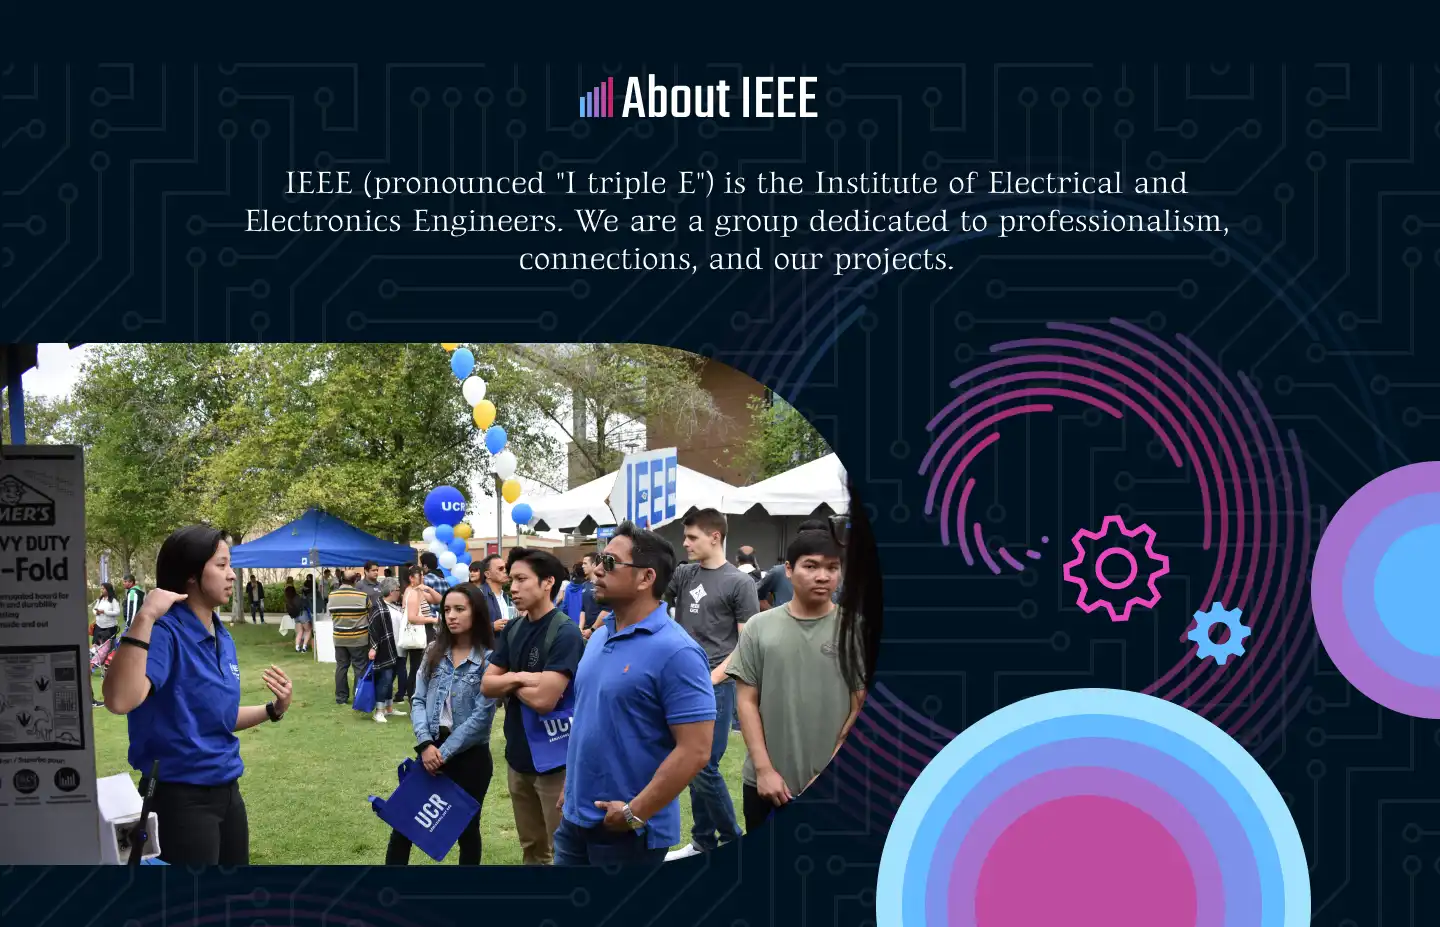 About IEEE
IEEE (pronounced "I triple E") is the Institute of Electrical and
Electronics Engineers. We are a group dedicated to professionalism,
connections, and our projects.
UCR
IEEE
VY DUTY
-Fold
UCR
UCR